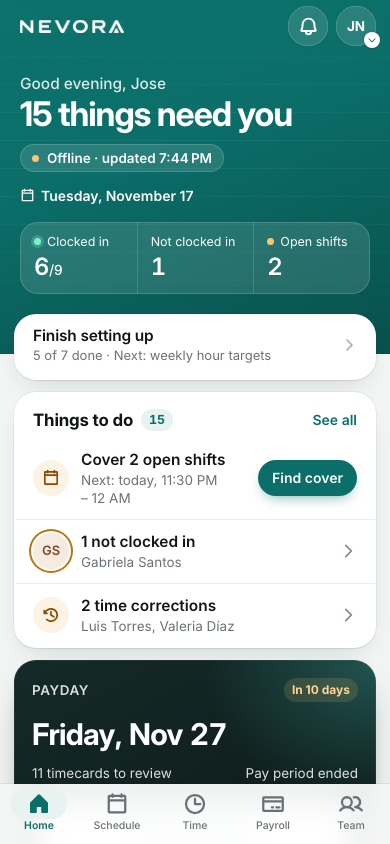 NEVORA
JN
Good evening, Jose
15 things need you
Offline · updated 7:44 PM
Tuesday, November 17
Clocked in
6/9
Not clocked in
1
Open shifts
2
Finish setting up
5 of 7 done · Next: weekly hour targets
Things to do 15
See all
Cover 2 open shifts
Next: today, 11:30 PM
– 12 AM
Find cover
GS
1 not clocked in
Gabriela Santos
2 time corrections
Luis Torres, Valeria Díaz
PAYDAY
In 10 days
Friday, Nov 27
11 timecards to review
Pay period ended
Home
Schedule
Time
Payroll
Team